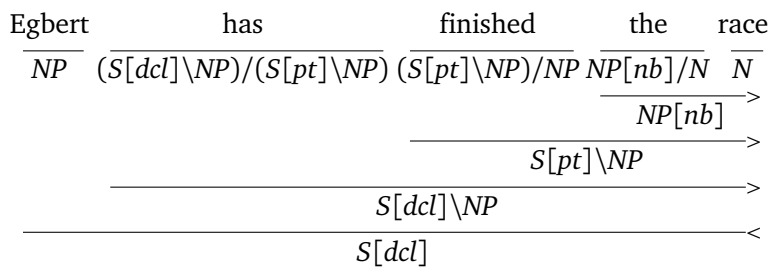 Egbert has finished the race
NP (S[dcl]\NP)/(S[pt]\NP) (S[pt]\NP)/NP NP[nb]/N N
>
NP[nb]
>
S[pt]\NP
>
S[dcl]\NP
<
S[dcl]